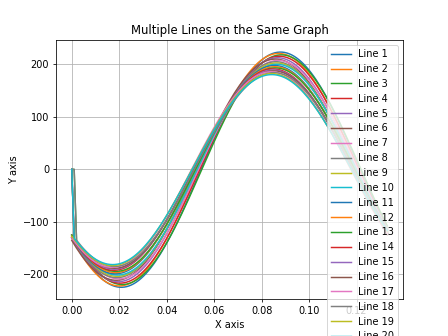 Multiple Lines on the Same Graph
Y axis
200
100
0
−100
−200
0.00
0.02
0.04
0.06
0.08
0.10
X axis
Line 1
Line 2
Line 3
Line 4
Line 5
Line 6
Line 7
Line 8
Line 9
Line 10
Line 11
Line 12
Line 13
Line 14
Line 15
Line 16
Line 17
Line 18
Line 19
Line 20